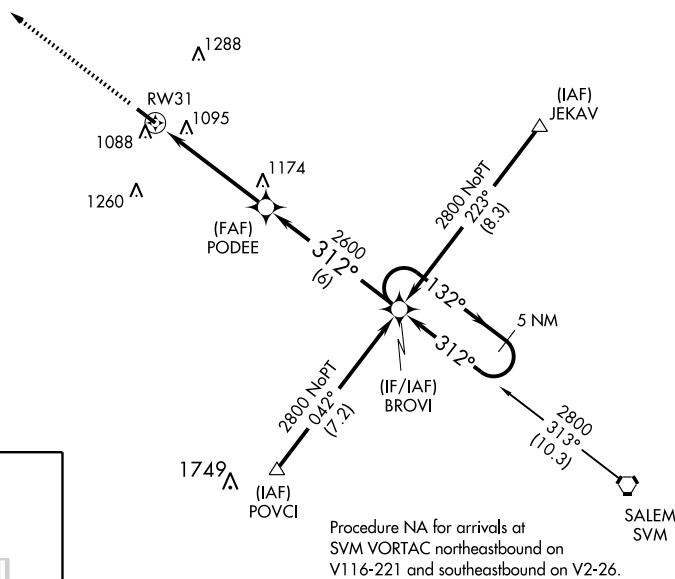 1288
RW31
1095
1088
1174
1260
(FAF)
PODEE
(IAF)
JEKAV
2800 NoPT
223°
(8.3)
2600
312°
(6)
132°
5 NM
312°
(IF/IAF)
BROVI
2800 NoPT
042°
(7.2)
2800
313°
(10.3)
1749
(IAF)
POVCI
SALEM
SVM
Procedure NA for arrivals at
SVM VORTAC northeastbound on
V116-221 and southeastbound on V2-26.